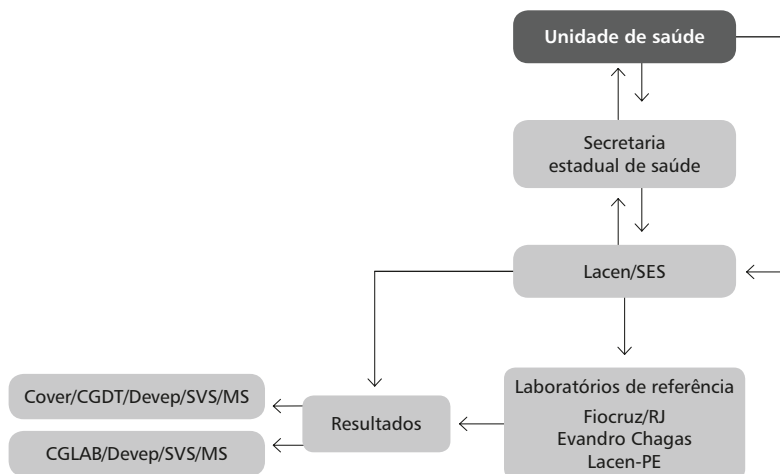 Unidade de saúde
Secretaria
estadual de saúde
Lacen/SES
Laboratórios de referência
Fiocruz/RJ
Evandro Chagas
Lacen-PE
Resultados
Cover/CGDT/Devep/SVS/MS
CGLAB/Devep/SVS/MS